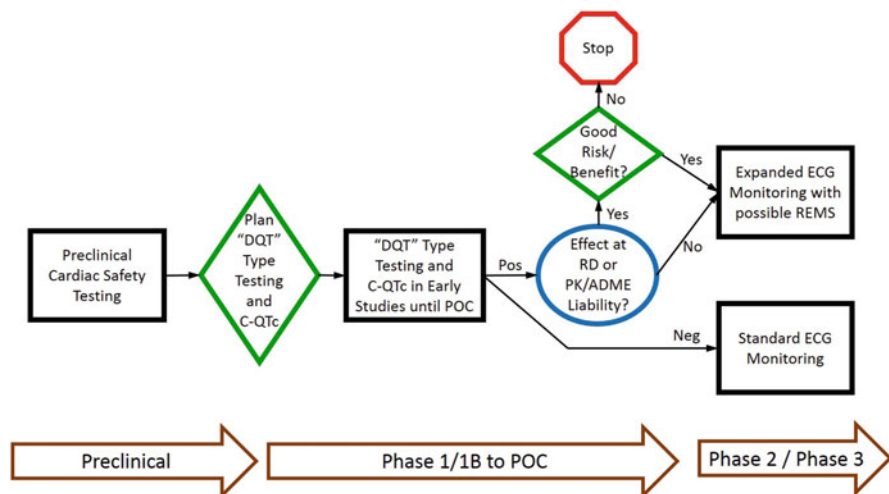 Stop
No
Good
Risk/
Benefit?
Yes
Expanded ECG
Monitoring with
possible REMS
Plan
"DQT"
Type
Testing
and
C-QTc
Preclinical
Cardiac Safety
Testing
"DQT" Type
Testing and
C-QTc in Early
Studies until POC
Pos
Yes
Effect at
RD or
PK/ADME
Liability?
No
Neg
Standard ECG
Monitoring
Preclinical
Phase 1/1B to POC
Phase 2 / Phase 3